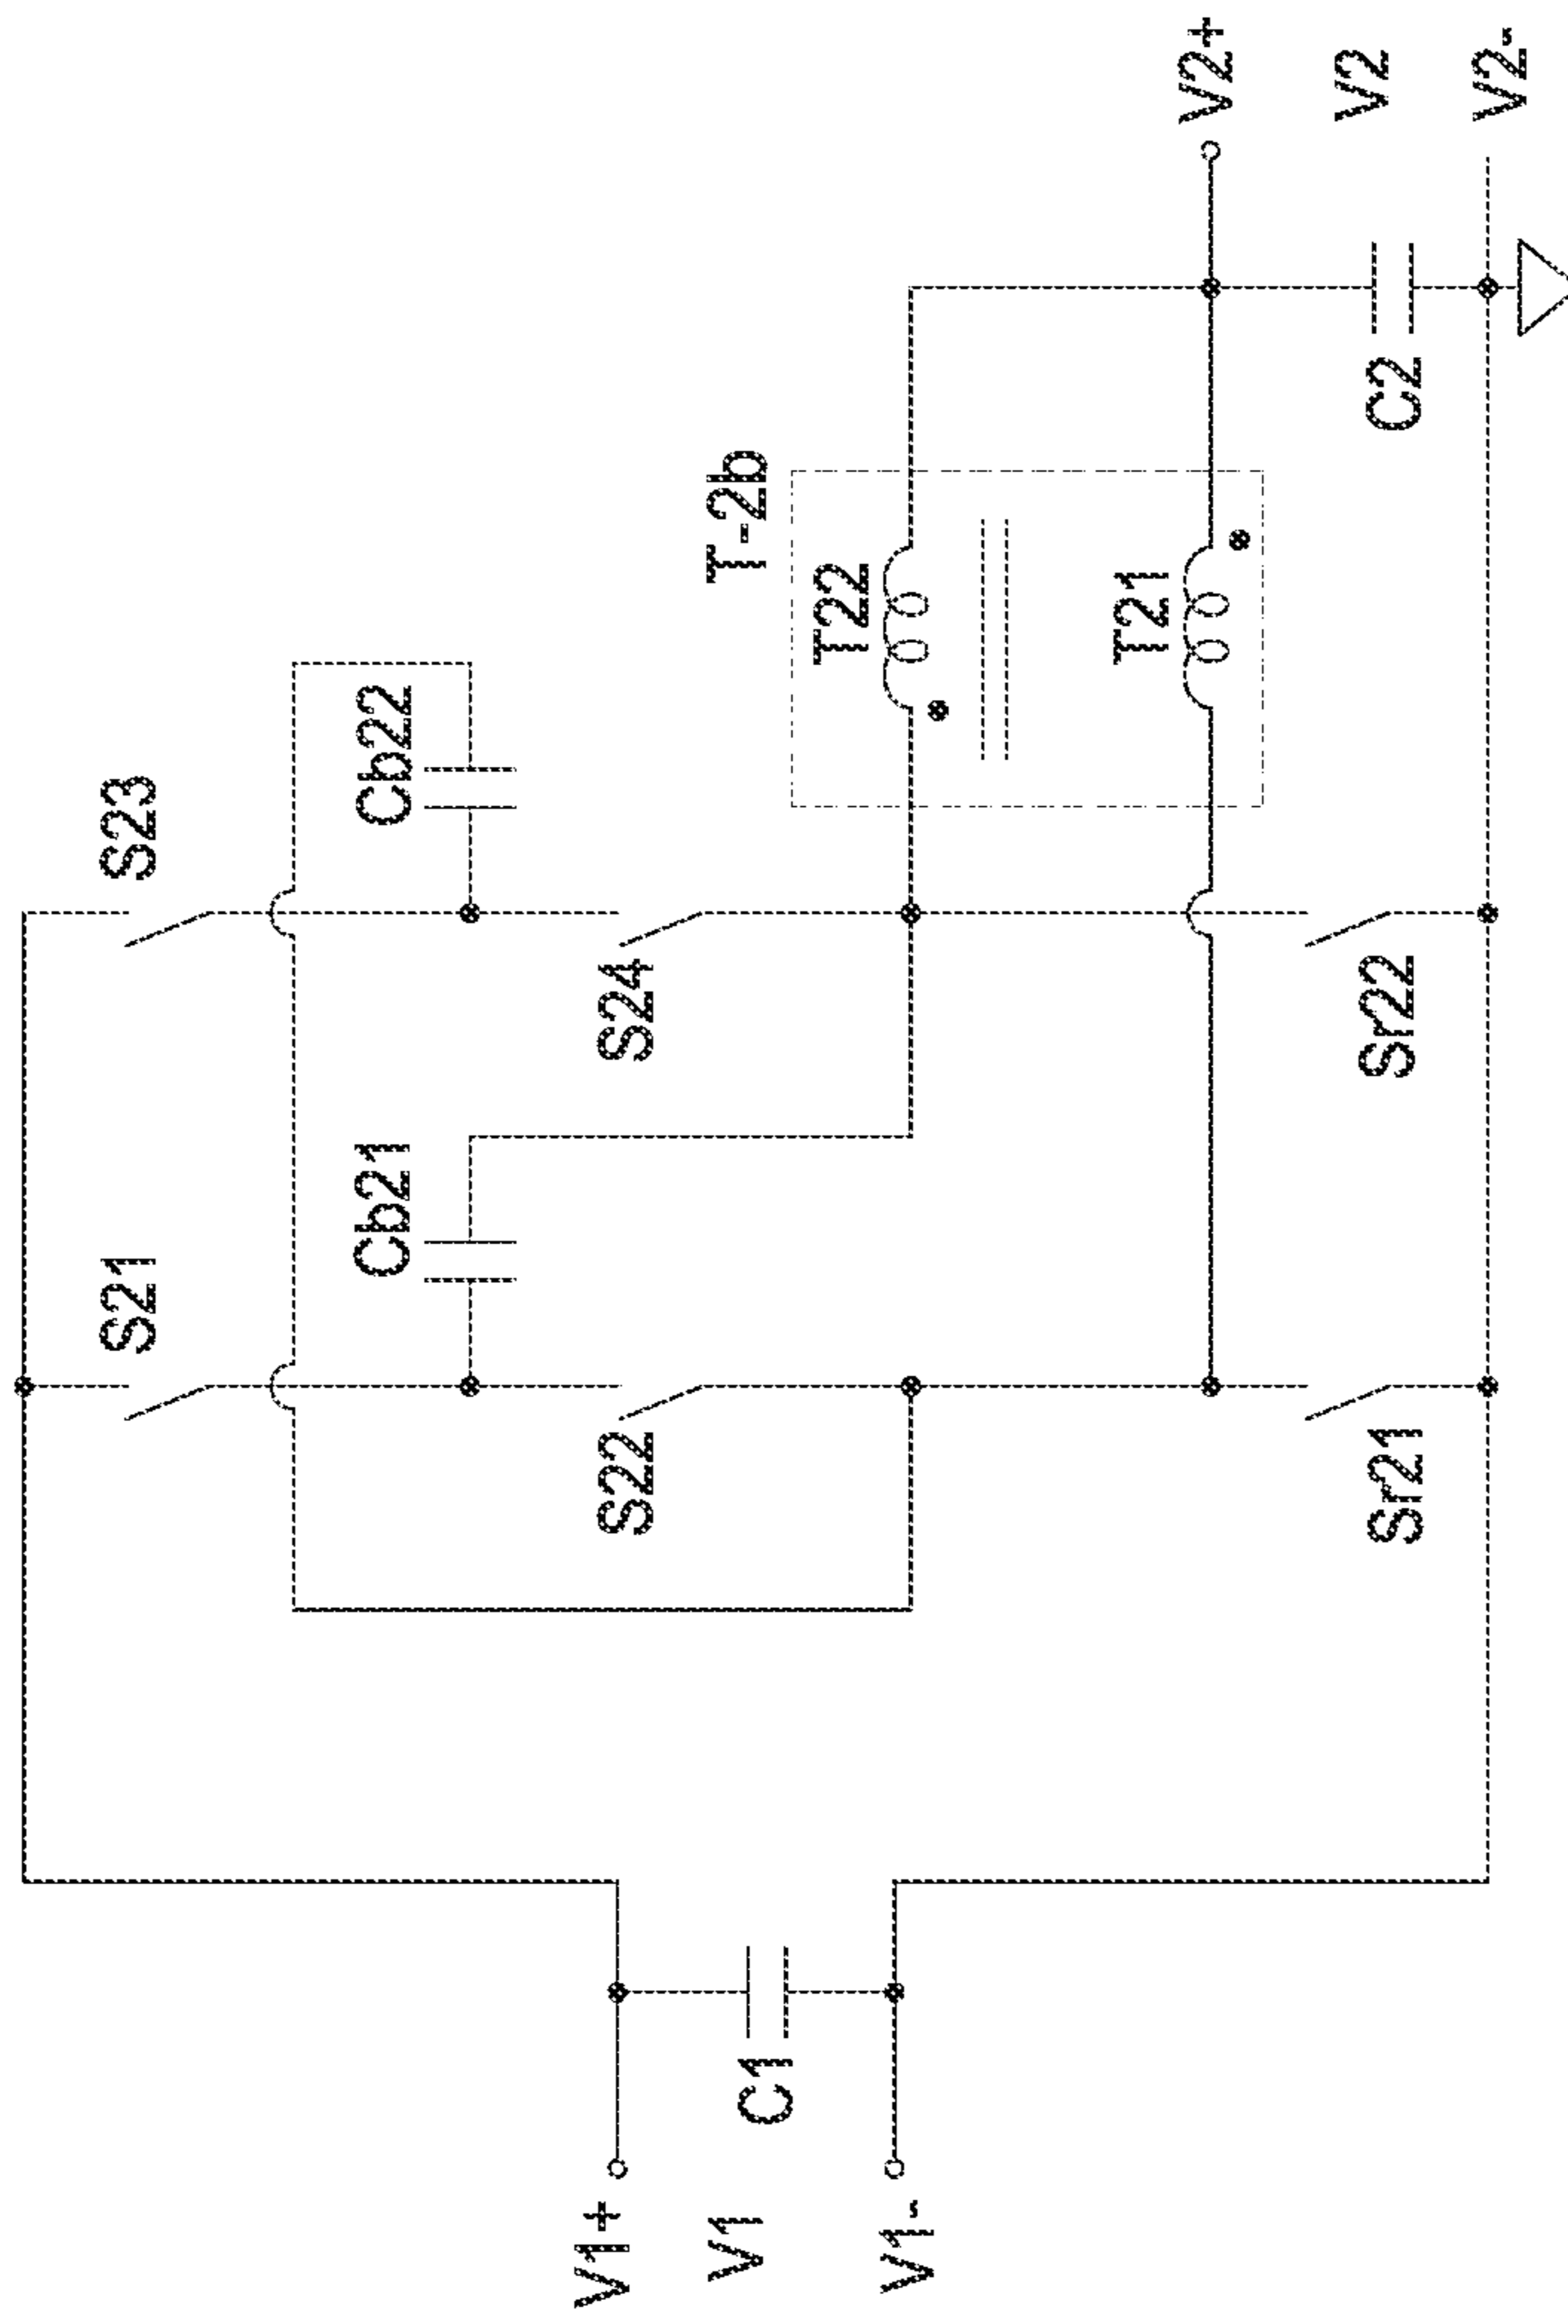 S21
S23
Cb21
Cb22
S22
S24
T-2b
V1+
C1
V1
T22
V1-
T21
V2+
Sr21
Sr22
C2
V2
V2-